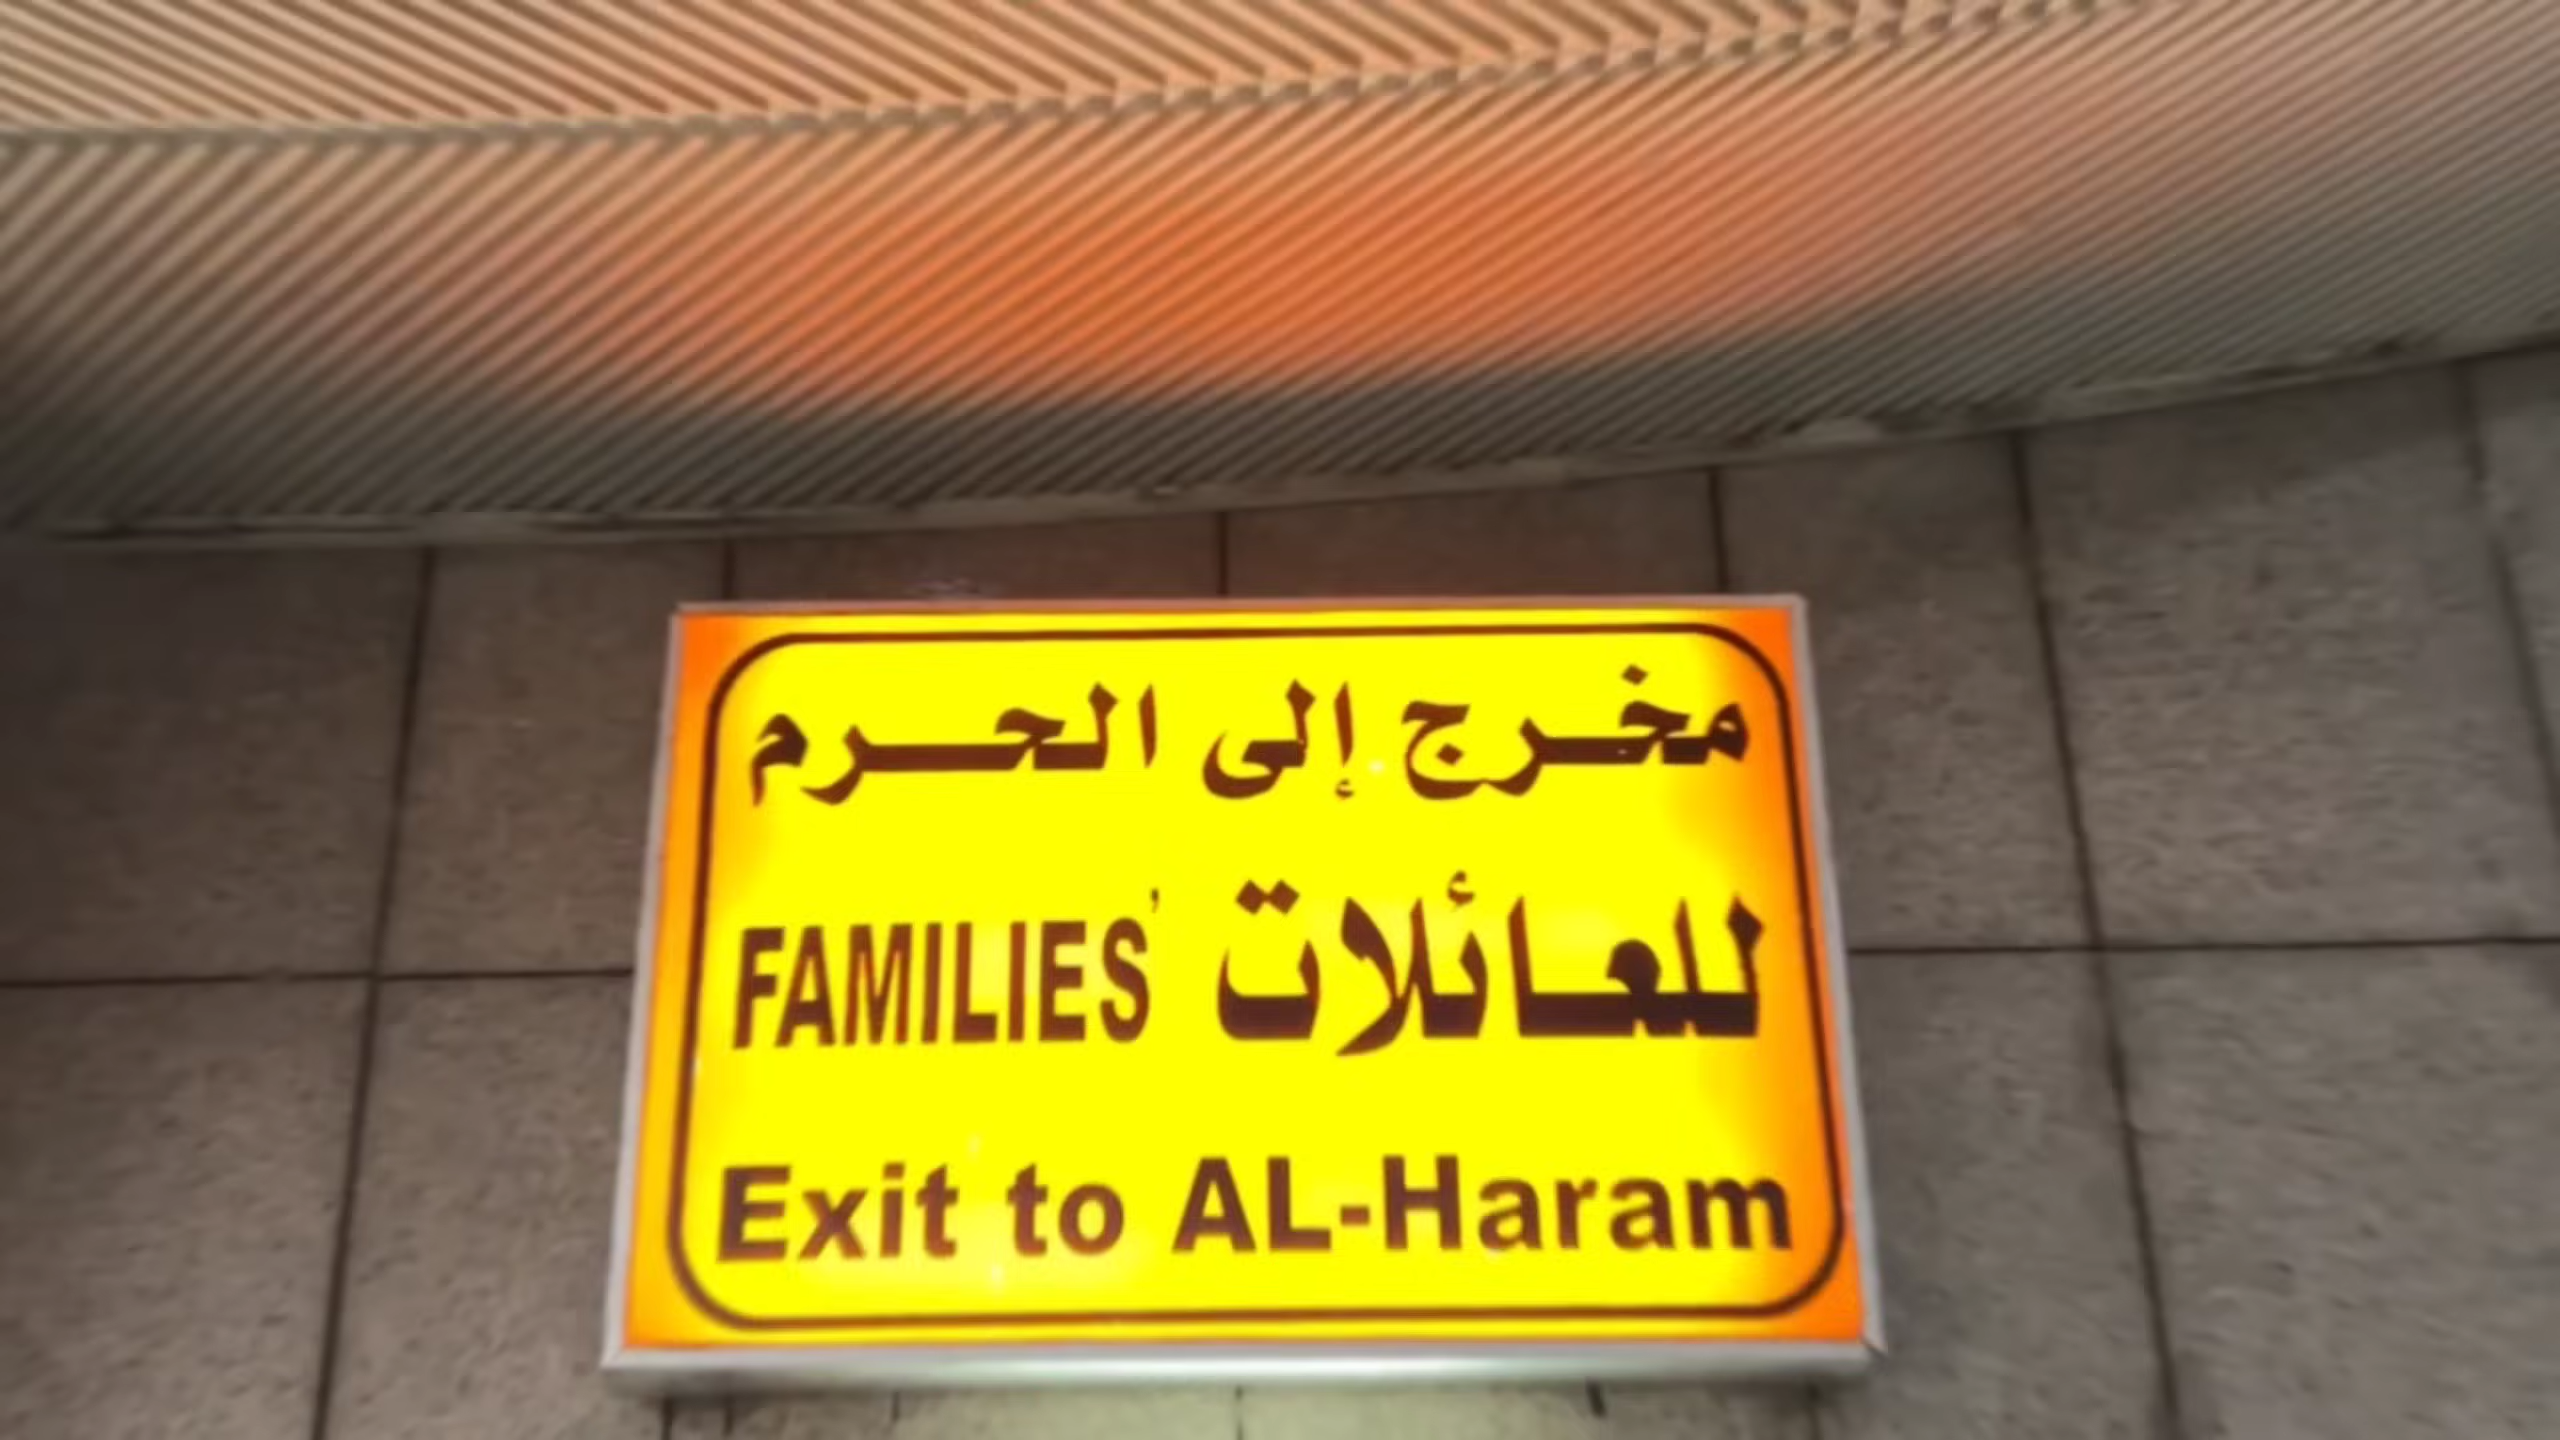 مخرج إلى الحرم
للعائلات FAMILIES'
Exit to AL-Haram